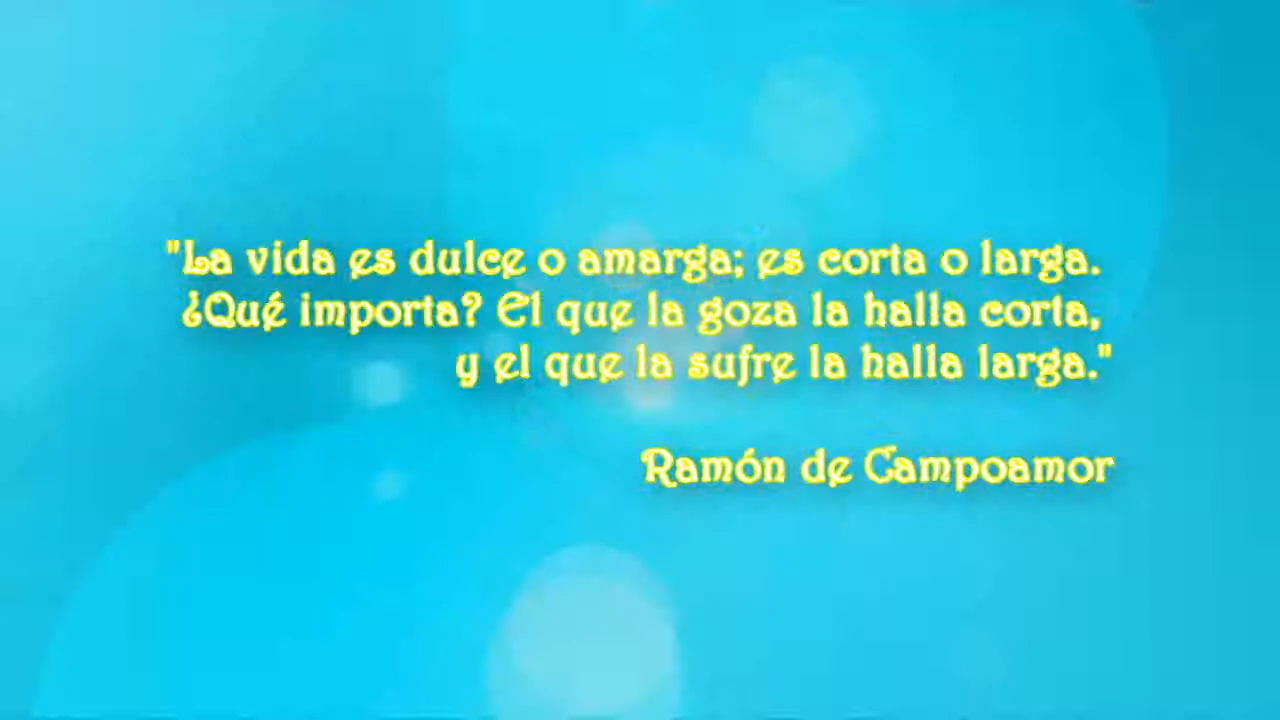 "La vida es dulce o amarga; es corta o larga.
¿Qué importa? El que la goza la halla corta,
y el que la sufre la halla larga."
Ramón de Campoamor